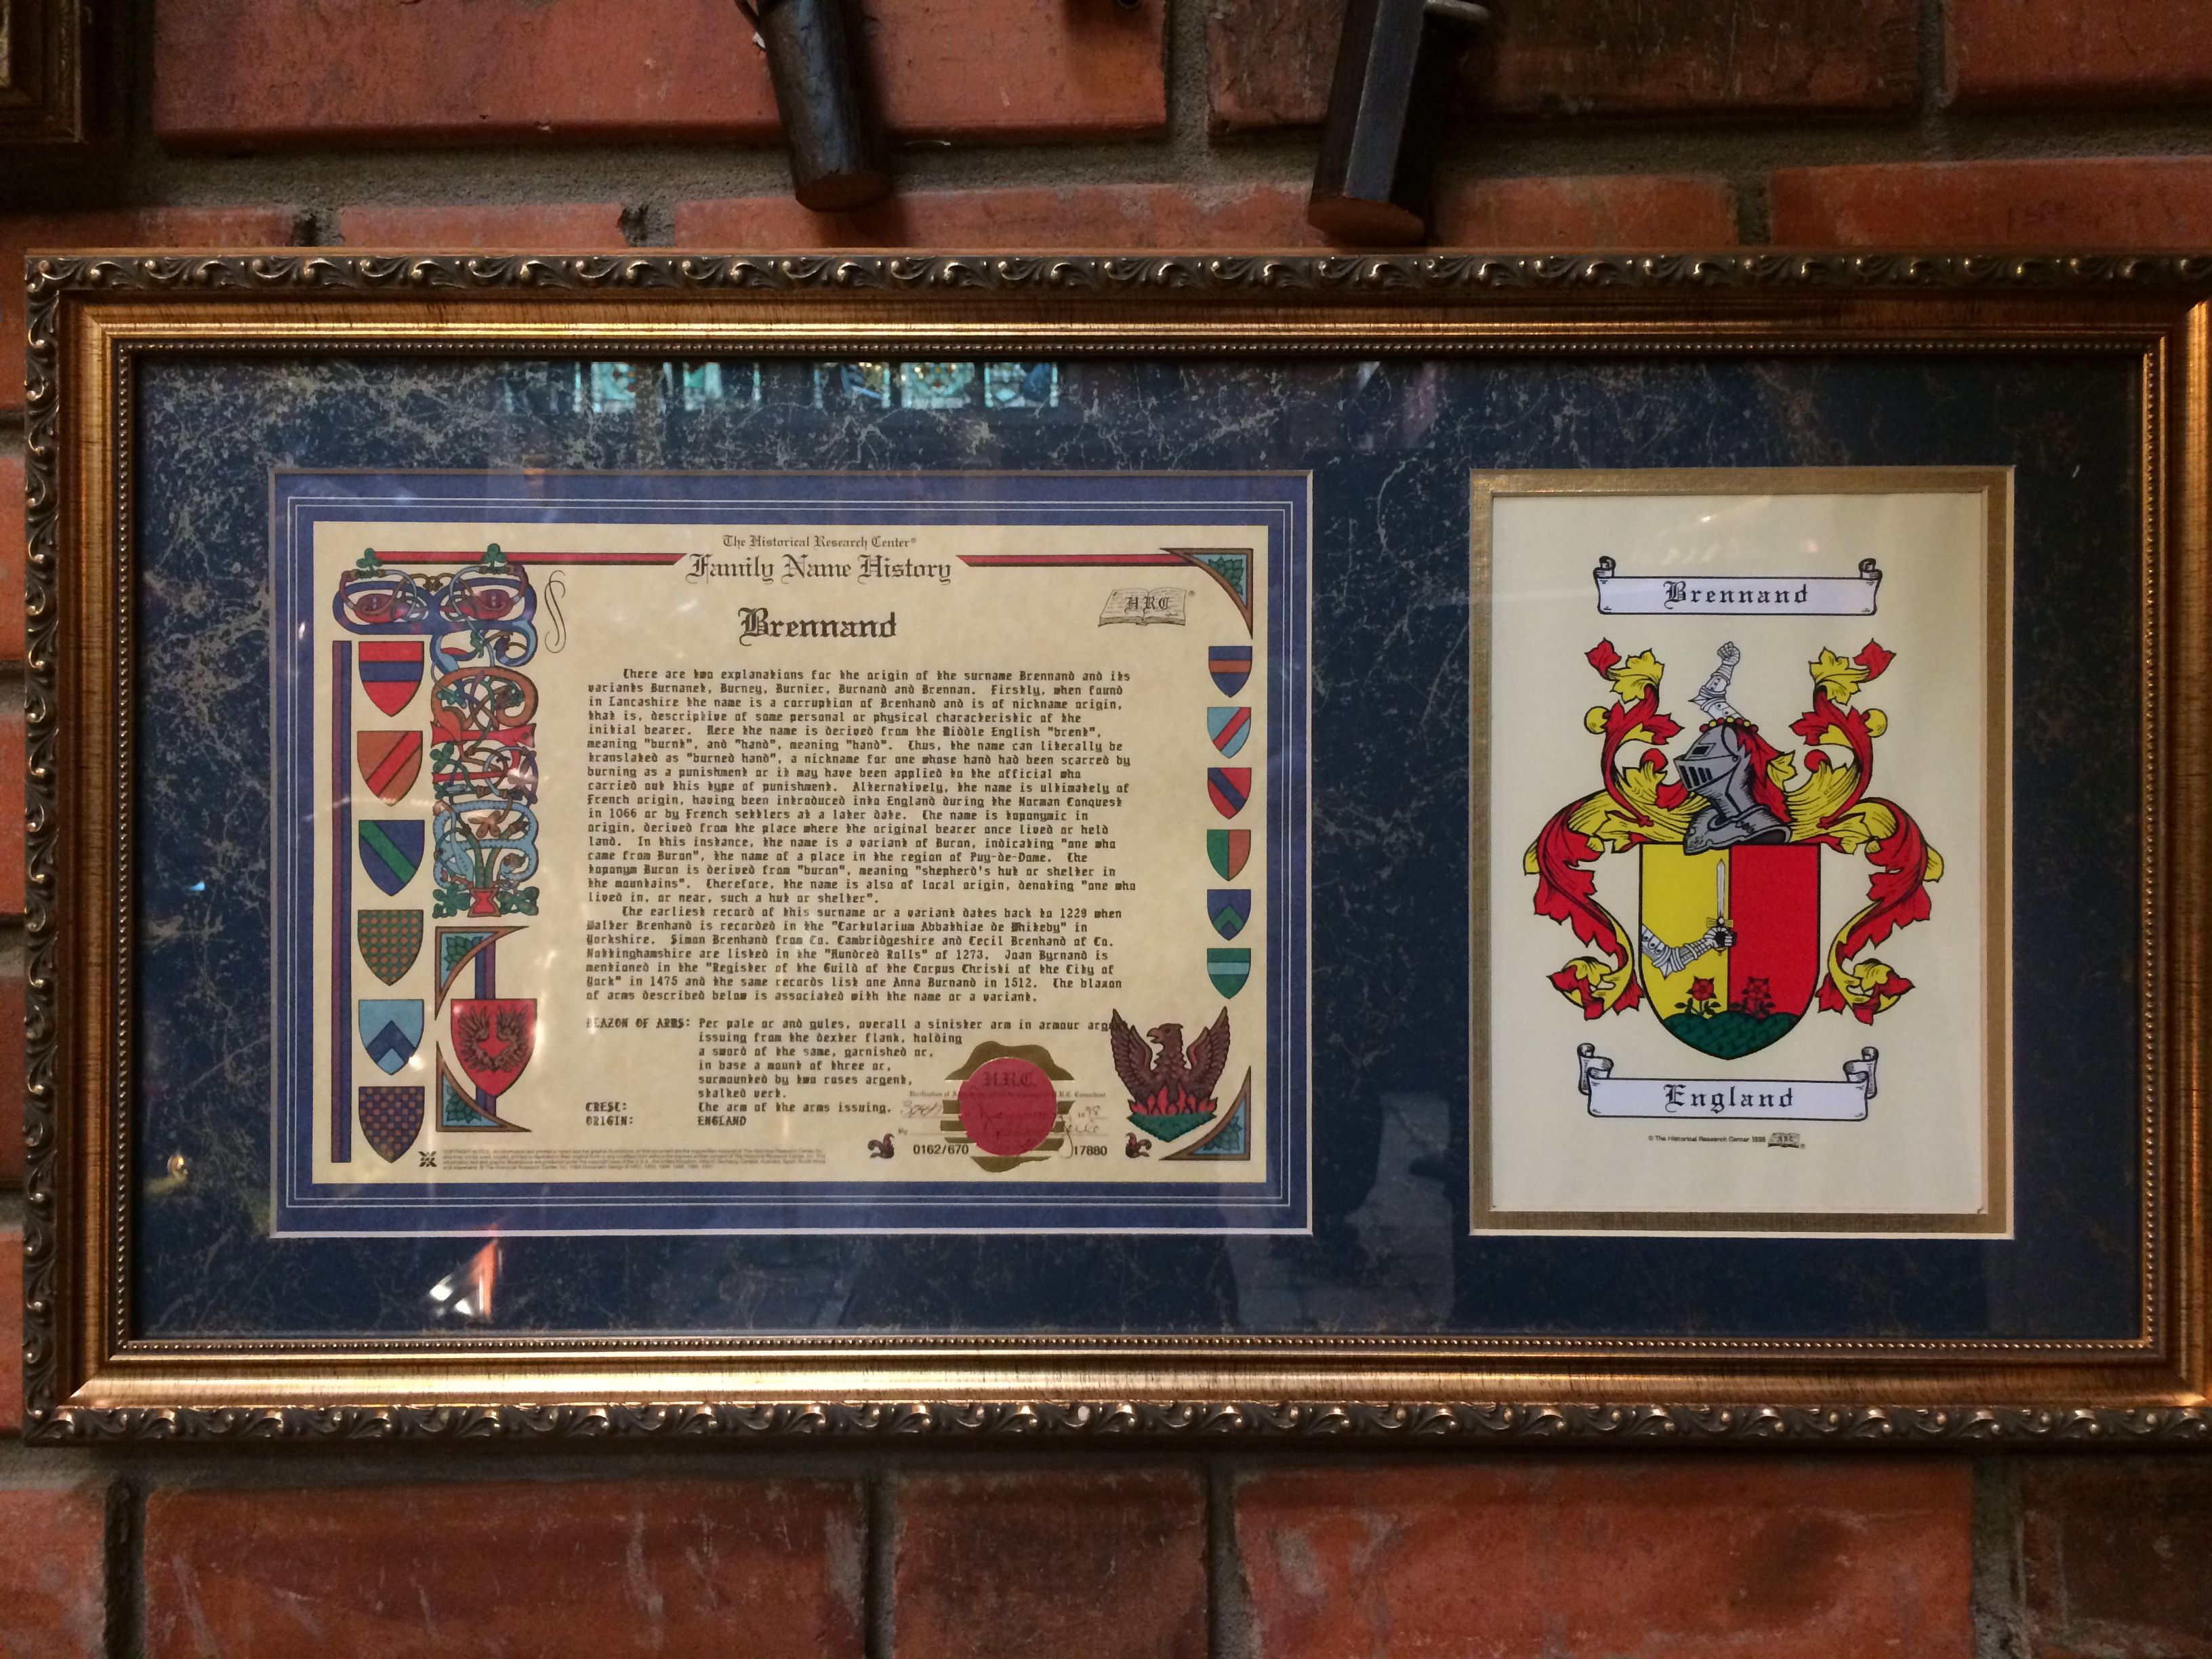 The Historical Research Center®
Family Name History
HRC®
Brennand
There are two explanations for the origin of the surname Brennand and its
variants Burnanet, Burney, Burnier, Burnand and Brennan. Firstly, when found
in Lancashire the name is a corruption of Brenhand and is of nickname origin,
that is, descriptive of some personal or physical characteristic of the
initial bearer. Here the name is derived from the Middle English "brent",
meaning "burnt", and "hand", meaning "hand". Thus, the name can literally be
translated as "burned hand", a nickname for one whose hand had been scarred by
burning as a punishment or it may have been applied to the official who
carried out this type of punishment. Alternatively, the name is ultimately of
French origin, having been introduced into England during the Norman Conquest
in 1066 or by French settlers at a later date. The name is toponymic in
origin, derived from the place where the original bearer once lived or held
land. In this instance, the name is a variant of Buron, indicating "one who
came from Buron", the name of a place in the region of Puy-de-Dome. The
toponym Buron is derived from "buron", meaning "shepherd's hut or shelter in
the mountains". Therefore, the name is also of local origin, denoting "one who
lived in, or near, such a hut or shelter".
The earliest record of this surname or a variant dates back to 1229 when
Walter Brenhand is recorded in the "Cartularium Abbathiae de Whiteby" in
Yorkshire. Simon Brenhand from Co. Cambridgeshire and Cecil Brenhand of Co.
Nottinghamshire are listed in the "Hundred Rolls" of 1273. Joan Byrnand is
mentioned in the "Register of the Guild of the Corpus Christi of the City of
York" in 1475 and the same records list one Anna Burnand in 1512. The blazon
of arms described below is associated with the name or a variant.
BLAZON OF ARMS: Per pale or and gules, overall a sinister arm in armour arg
issuing from the dexter flank, holding
a sword of the same, garnished or,
in base a mount of three or,
surmounted by two roses argent,
stalked vert.
CREST: The arm of the arms issuing.
ORIGIN: ENGLAND
H.R.C.
By
0162/670 17880
Brennand
England
© The Historical Research Center 1998 HRC